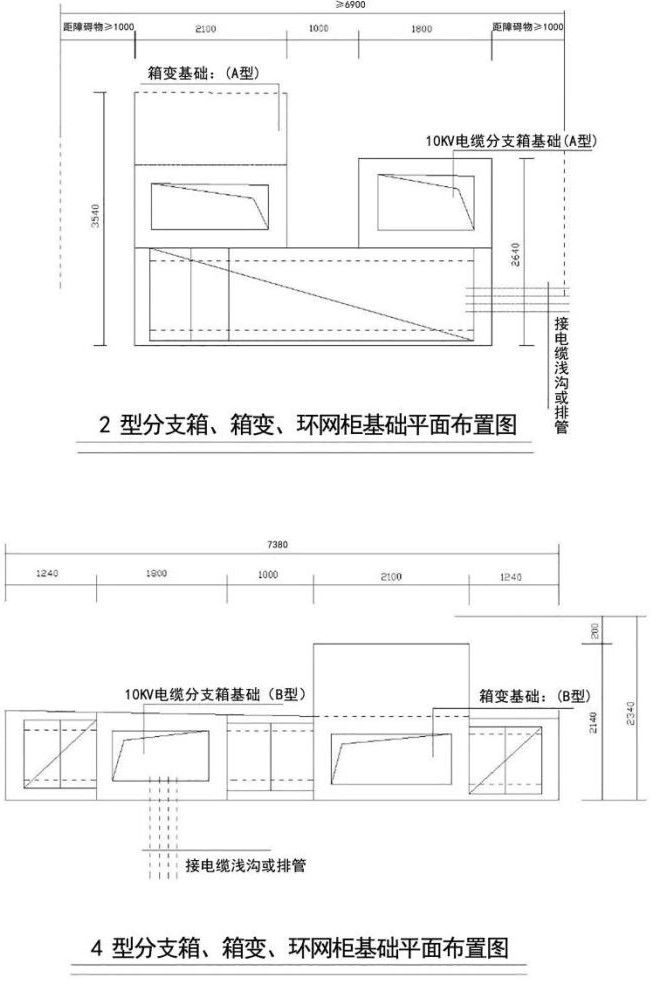 ≥6900
距障碍物≥1000 2100 1000 1800 距障碍物≥1000
箱变基础：(A型)
10KV电缆分支箱基础(A型)
3540
2640
接电缆浅沟或排管
2 型分支箱、箱变、环网柜基础平面布置图
7380
1240 1800 1000 2100 1240
200
10KV电缆分支箱基础（B型）
箱变基础：(B型)
2140
2340
接电缆浅沟或排管
4 型分支箱、箱变、环网柜基础平面布置图